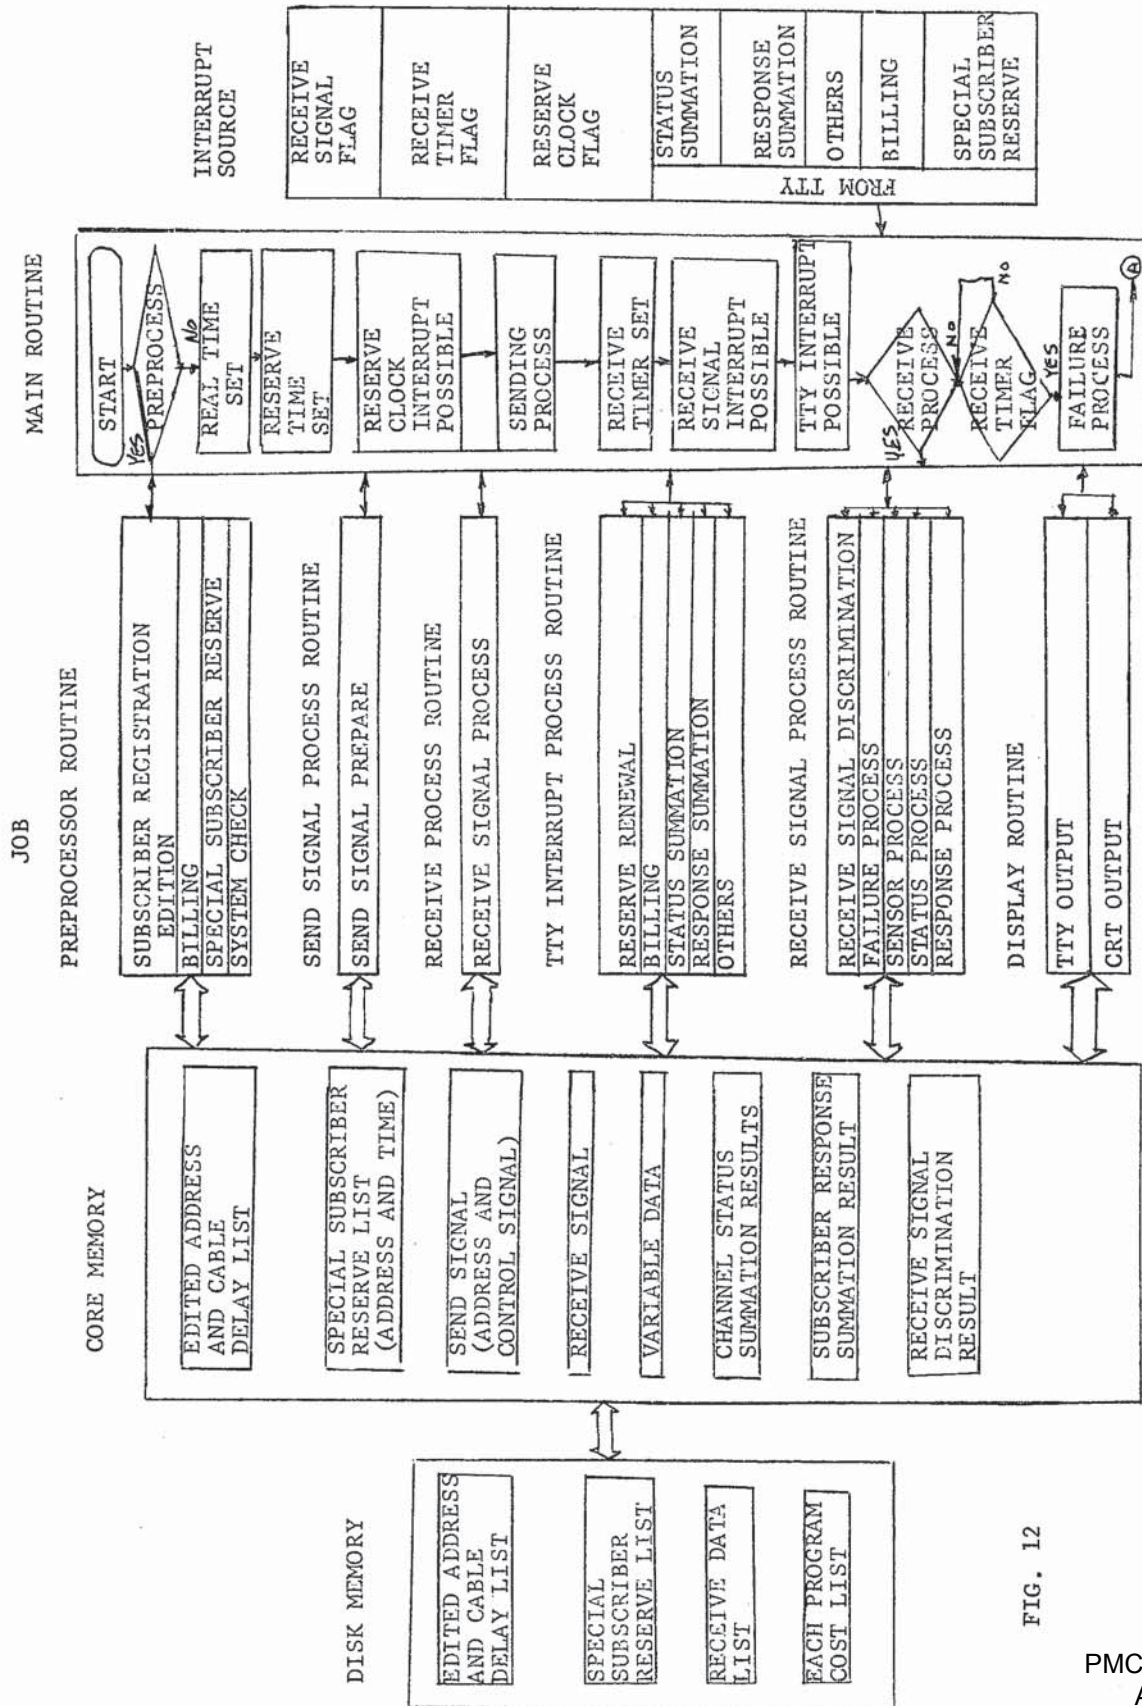 DISK MEMORY
EDITED ADDRESS
AND CABLE
DELAY LIST
SPECIAL
SUBSCRIBER
RESERVE LIST
RECEIVE DATA
LIST
EACH PROGRAM
COST LIST
CORE MEMORY
EDITED ADDRESS
AND CABLE
DELAY LIST
SPECIAL SUBSCRIBER
RESERVE LIST
(ADDRESS AND TIME)
SEND SIGNAL
(ADDRESS AND
CONTROL SIGNAL)
RECEIVE SIGNAL
VARIABLE DATA
CHANNEL STATUS
SUMMATION RESULTS
SUBSCRIBER RESPONSE
SUMMATION RESULT
RECEIVE SIGNAL
DISCRIMINATION
RESULT
JOB
PREPROCESSOR ROUTINE
SUBSCRIBER REGISTRATION
EDITION
BILLING
SPECIAL SUBSCRIBER RESERVE
SYSTEM CHECK
SEND SIGNAL PROCESS ROUTINE
SEND SIGNAL PREPARE
RECEIVE PROCESS ROUTINE
RECEIVE SIGNAL PROCESS
TTY INTERRUPT PROCESS ROUTINE
RESERVE RENEWAL
BILLING
STATUS SUMMATION
RESPONSE SUMMATION
OTHERS
RECEIVE SIGNAL PROCESS ROUTINE
RECEIVE SIGNAL DISCRIMINATION
FAILURE PROCESS
SENSOR PROCESS
STATUS PROCESS
RESPONSE PROCESS
DISPLAY ROUTINE
TTY OUTPUT
CRT OUTPUT
MAIN ROUTINE
START
PREPROCESS
YES
NO
REAL TIME
SET
RESERVE
TIME
SET
RESERVE
CLOCK
INTERRUPT
POSSIBLE
SENDING
PROCESS
RECEIVE
TIMER SET
RECEIVE
SIGNAL
INTERRUPT
POSSIBLE
TTY INTERRUPT
POSSIBLE
RECEIVE
PROCESS
YES
NO
RECEIVE
TIMER
FLAG
NO
YES
FAILURE
PROCESS
A
INTERRUPT
SOURCE
RECEIVE
SIGNAL
FLAG
RECEIVE
TIMER
FLAG
RESERVE
CLOCK
FLAG
FROM TTY
STATUS
SUMMATION
RESPONSE
SUMMATION
OTHERS
BILLING
SPECIAL
SUBSCRIBER
RESERVE
FIG. 12
PMC
A